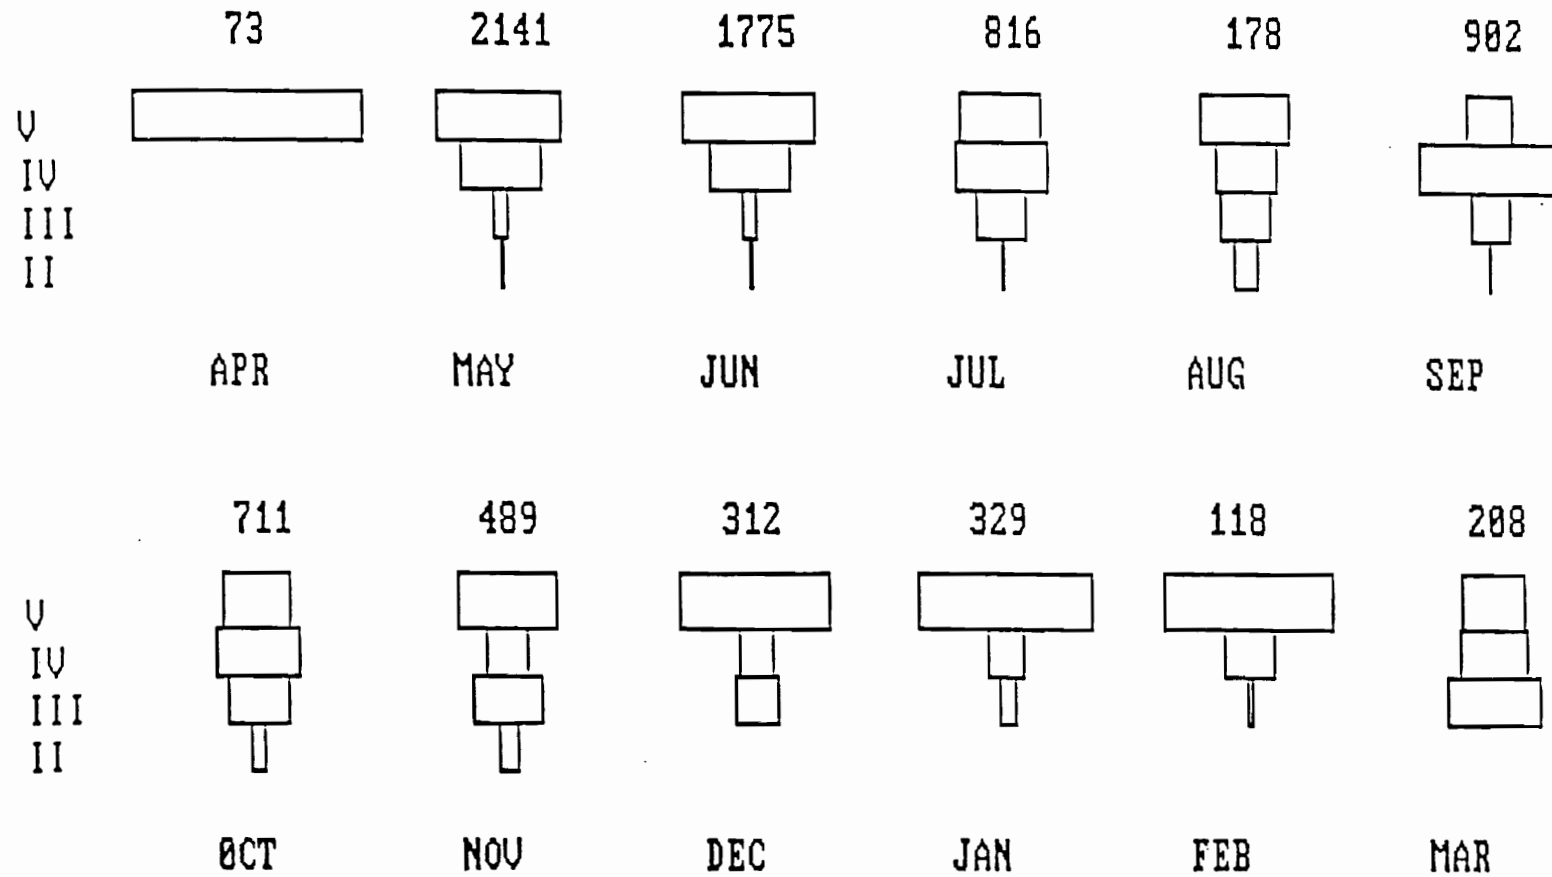 73 2141 1775 816 178 902
V
IV
III
II
APR MAY JUN JUL AUG SEP
711 489 312 329 118 208
V
IV
III
II
OCT NOV DEC JAN FEB MAR